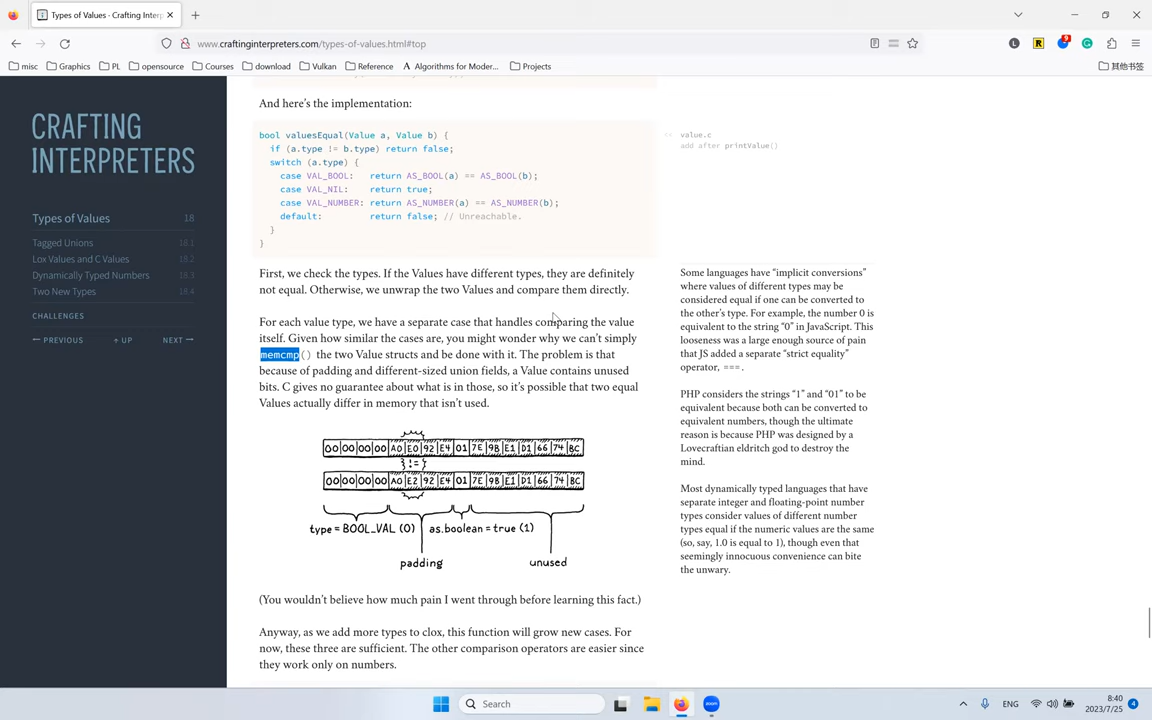 Types of Values - Crafting Interp
www.craftinginterpreters.com/types-of-values.html#top
L R 9
misc Graphics PL opensource Courses download Vulkan Reference Algorithms for Moder... Projects 其他书签
CRAFTING
INTERPRETERS
Types of Values 18
Tagged Unions 18.1
Lox Values and C Values 18.2
Dynamically Typed Numbers 18.3
Two New Types 18.4
CHALLENGES
← PREVIOUS ↑ UP NEXT →
And here's the implementation:
bool valuesEqual(Value a, Value b) {
if (a.type != b.type) return false;
switch (a.type) {
case VAL_BOOL: return AS_BOOL(a) == AS_BOOL(b);
case VAL_NIL: return true;
case VAL_NUMBER: return AS_NUMBER(a) == AS_NUMBER(b);
default: return false; // Unreachable.
}
}
value.c
add after printValue()
First, we check the types. If the Values have different types, they are definitely
not equal. Otherwise, we unwrap the two Values and compare them directly.
For each value type, we have a separate case that handles comparing the value
itself. Given how similar the cases are, you might wonder why we can't simply
memcmp() the two Value structs and be done with it. The problem is that
because of padding and different-sized union fields, a Value contains unused
bits. C gives no guarantee about what is in those, so it's possible that two equal
Values actually differ in memory that isn't used.
00 00 00 00 A0 E0 92 E4 01 7E 9B E1 D1 66 74 BC
!=
00 00 00 00 A0 E2 92 E4 01 7E 9B E1 D1 66 74 BC
type = BOOL_VAL (0) as.boolean = true (1)
padding unused
(You wouldn't believe how much pain I went through before learning this fact.)
Anyway, as we add more types to clox, this function will grow new cases. For
now, these three are sufficient. The other comparison operators are easier since
they work only on numbers.
Some languages have “implicit conversions”
where values of different types may be
considered equal if one can be converted to
the other's type. For example, the number 0 is
equivalent to the string “0” in JavaScript. This
looseness was a large enough source of pain
that JS added a separate “strict equality”
operator, ===.
PHP considers the strings “1” and “01” to be
equivalent because both can be converted to
equivalent numbers, though the ultimate
reason is because PHP was designed by a
Lovecraftian eldritch god to destroy the
mind.
Most dynamically typed languages that have
separate integer and floating-point number
types consider values of different number
types equal if the numeric values are the same
(so, say, 1.0 is equal to 1), though even that
seemingly innocuous convenience can bite
the unwary.
Search
zoom
ENG
8:40
2023/7/25
4